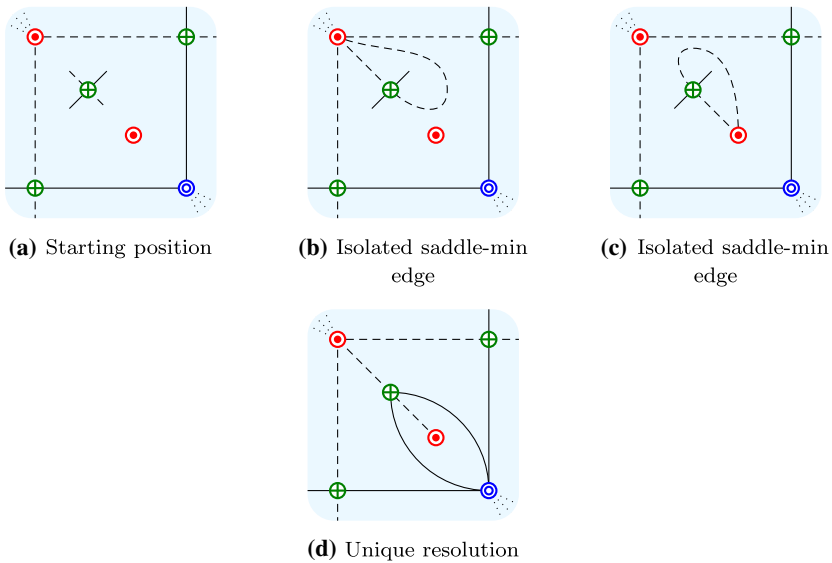 (a) Starting position
(b) Isolated saddle-min
edge
(c) Isolated saddle-min
edge
(d) Unique resolution